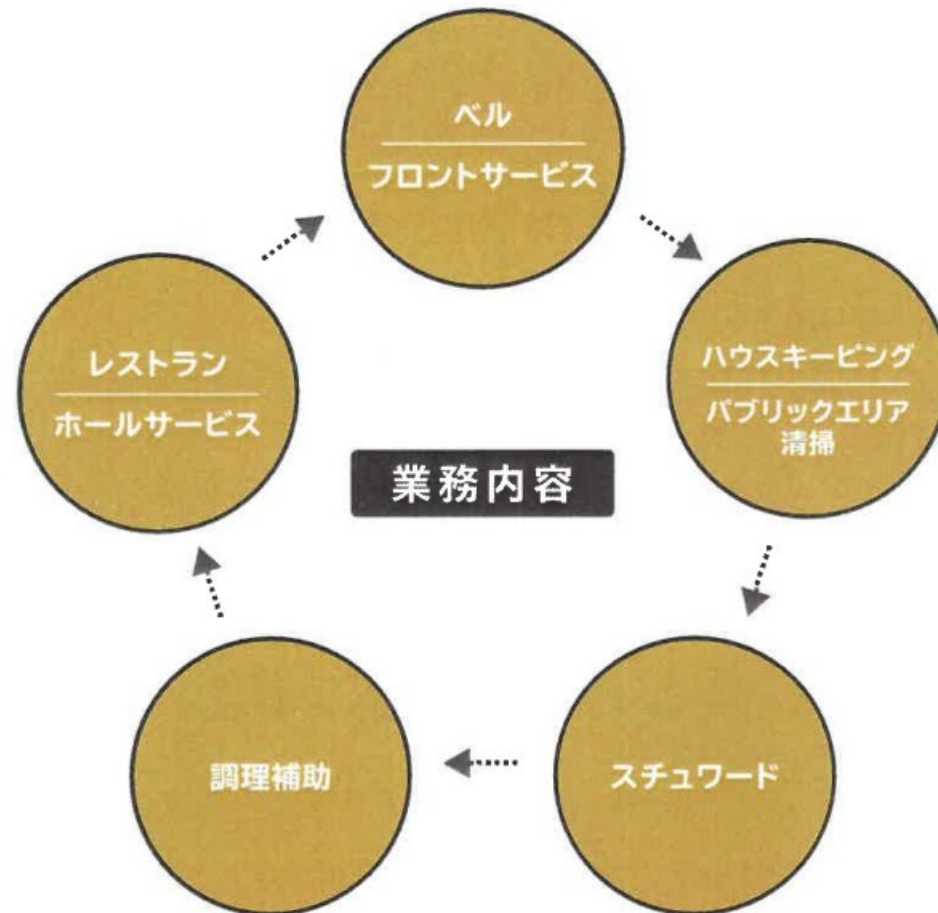 ベル
フロントサービス
レストラン
ホールサービス
ハウスキーピング
パブリックエリア
清掃
業務内容
調理補助
スチュワード